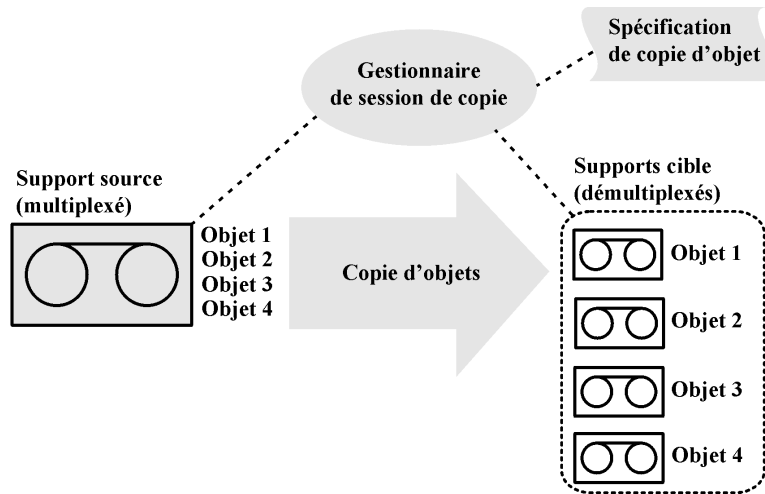 Spécification
de copie d'objet
Gestionnaire
de session de copie
Support source
(multiplexé)
Objet 1
Objet 2
Objet 3
Objet 4
Copie d'objets
Supports cible
(démultiplexés)
Objet 1
Objet 2
Objet 3
Objet 4